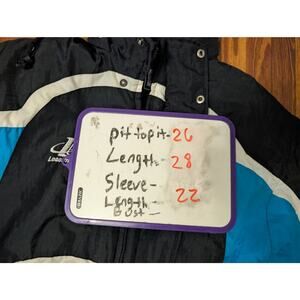 pit-to pit-26
Length-28
Sleeve-
Length- 22